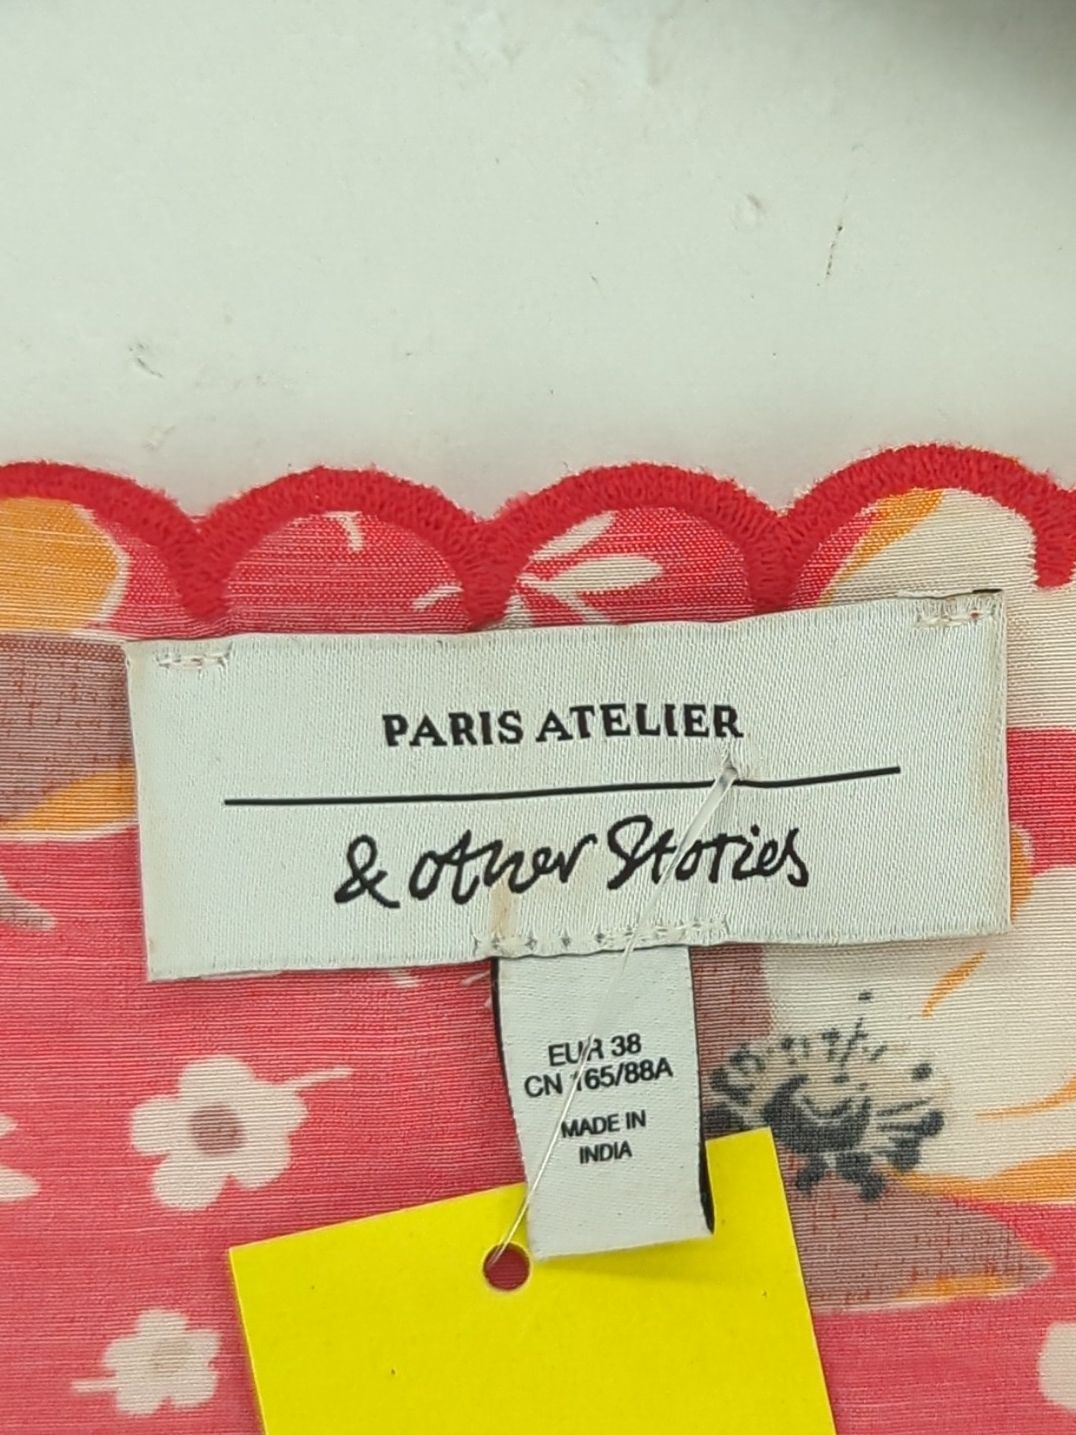 PARIS ATELIER
& other Stories
EUR 38
CN 165/88A
MADE IN
INDIA